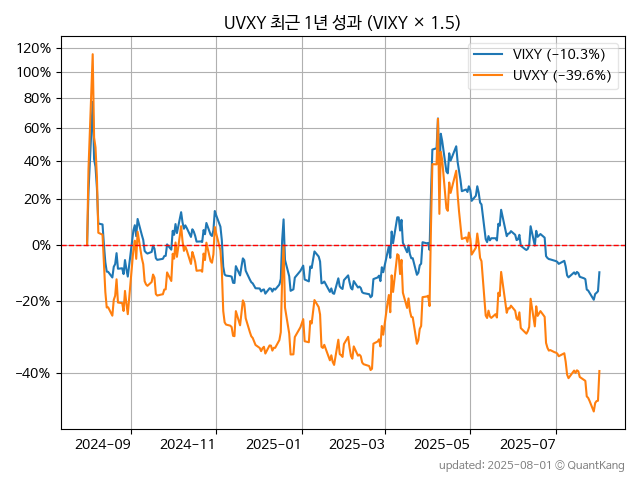 UVXY 최근 1년 성과 (VIXY × 1.5)
VIXY (−10.3%)
UVXY (−39.6%)
120%
100%
80%
60%
40%
20%
0%
−20%
−40%
2024-09 2024-11 2025-01 2025-03 2025-05 2025-07
updated: 2025-08-01 © QuantKang